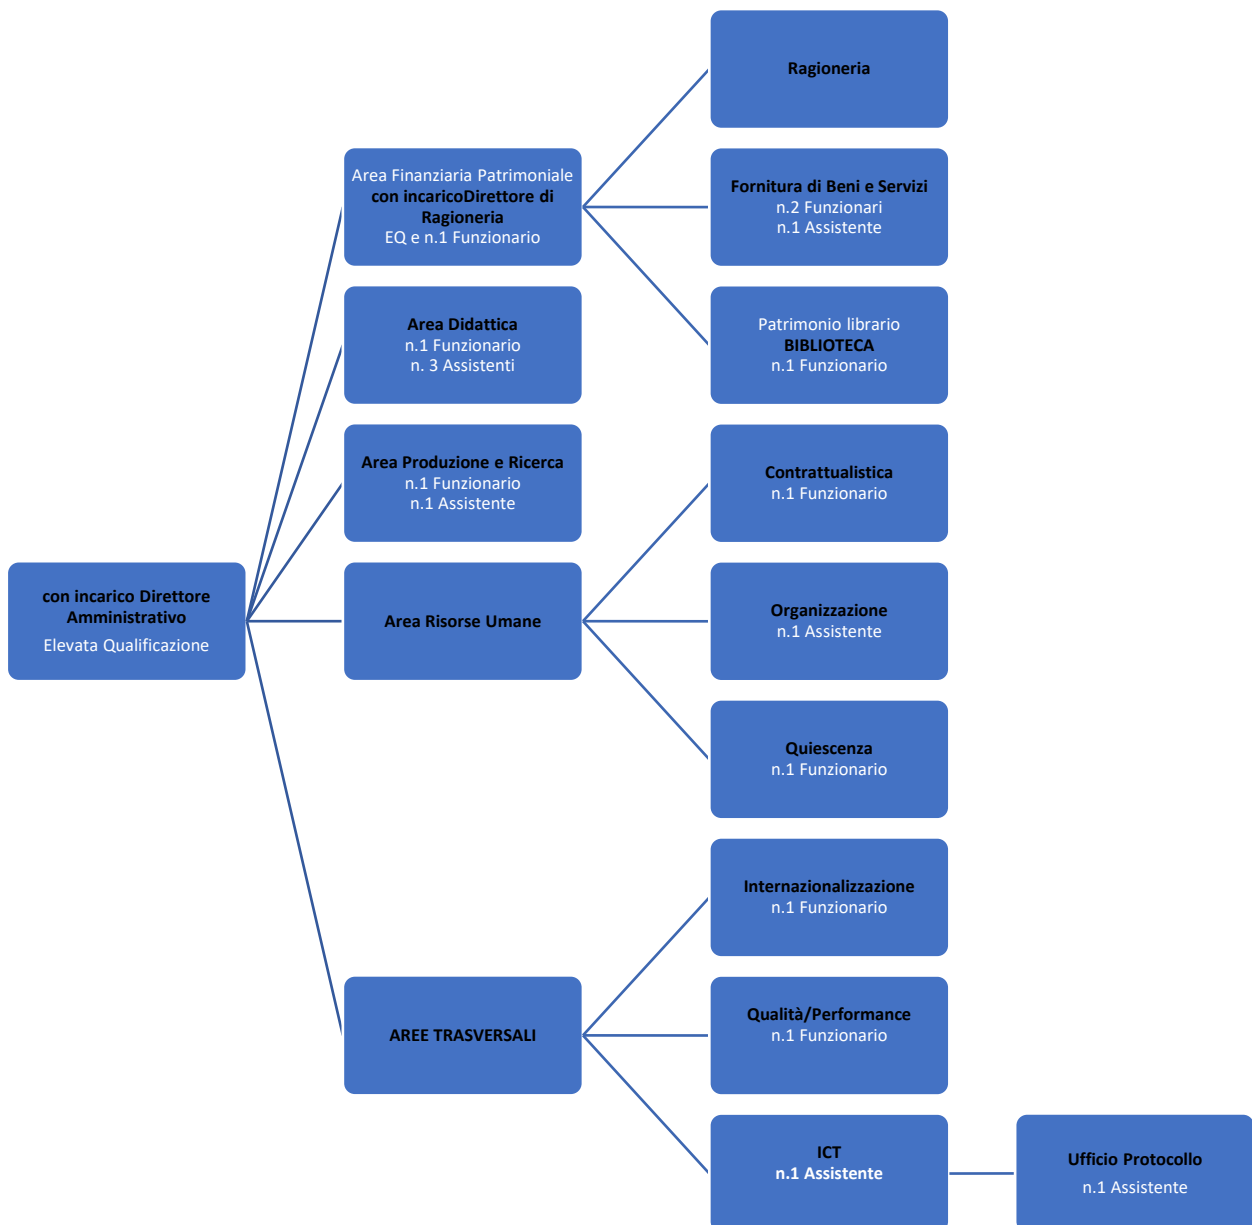 con incarico Direttore
Amministrativo
Elevata Qualificazione
Area Finanziaria Patrimoniale
con incaricoDirettore di
Ragioneria
EQ e n.1 Funzionario
Ragioneria
Fornitura di Beni e Servizi
n.2 Funzionari
n.1 Assistente
Patrimonio librario
BIBLIOTECA
n.1 Funzionario
Area Didattica
n.1 Funzionario
n. 3 Assistenti
Area Produzione e Ricerca
n.1 Funzionario
n.1 Assistente
Area Risorse Umane
Contrattualistica
n.1 Funzionario
Organizzazione
n.1 Assistente
Quiescenza
n.1 Funzionario
AREE TRASVERSALI
Internazionalizzazione
n.1 Funzionario
Qualità/Performance
n.1 Funzionario
ICT
n.1 Assistente
Ufficio Protocollo
n.1 Assistente